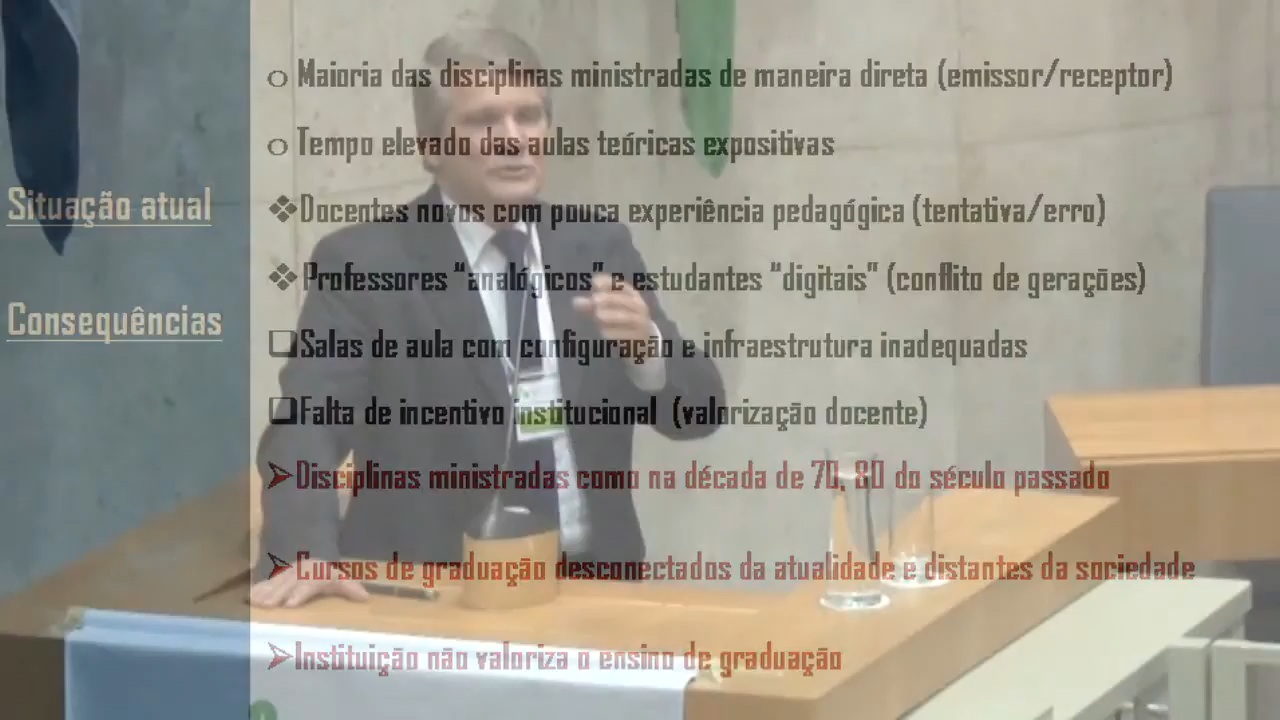 o Maioria das disciplinas ministradas de maneira direta (emissor/receptor)
o Tempo elevado das aulas teóricas expositivas
Situação atual
❖Docentes novos com pouca experiência pedagógica (tentativa/erro)
❖Professores “analógicos” e estudantes “digitais” (conflito de gerações)
Consequências
❑Salas de aula com configuração e infraestrutura inadequadas
❑Falta de incentivo institucional (valorização docente)
➢Disciplinas ministradas como na década de 70, 80 do século passado
➢Cursos de graduação desconectados da atualidade e distantes da sociedade
➢Instituição não valoriza o ensino de graduação